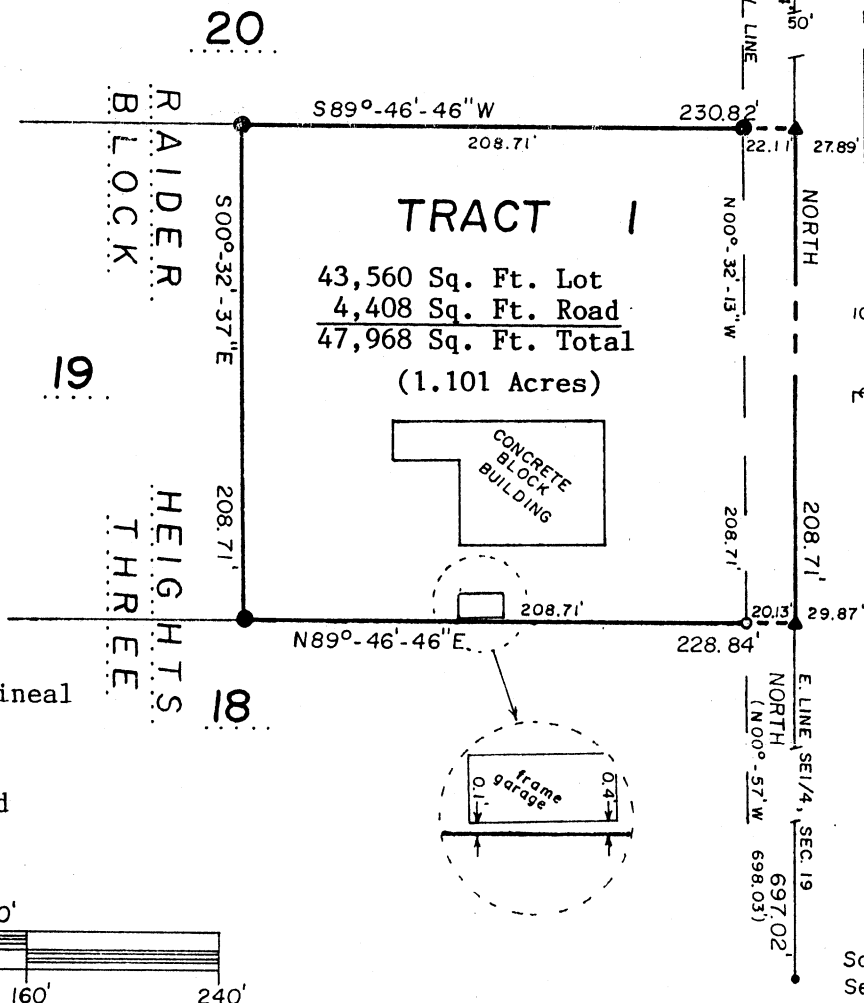 20
50'
L LINE
S89°-46'-46"W
230.82'
208.71'
22.11'
27.89'
RAIDER
BLOCK
S00°-32'-37"E
TRACT 1
N00°-32'-13"W
NORTH
43,560 Sq. Ft. Lot
4,408 Sq. Ft. Road
47,968 Sq. Ft. Total
(1.101 Acres)
19
CONCRETE
BLOCK
BUILDING
HEIGHTS
THREE
208.71'
208.71'
208.71'
208.71'
20.13'
29.87'
N89°-46'-46"E
228.84'
ineal
18
d
frame
garage
0.1'
0.4'
NORTH
(N00°-57'W
E. LINE SE1/4, SEC. 19
697.02'
698.03')
0'
160'
240'
So
Se